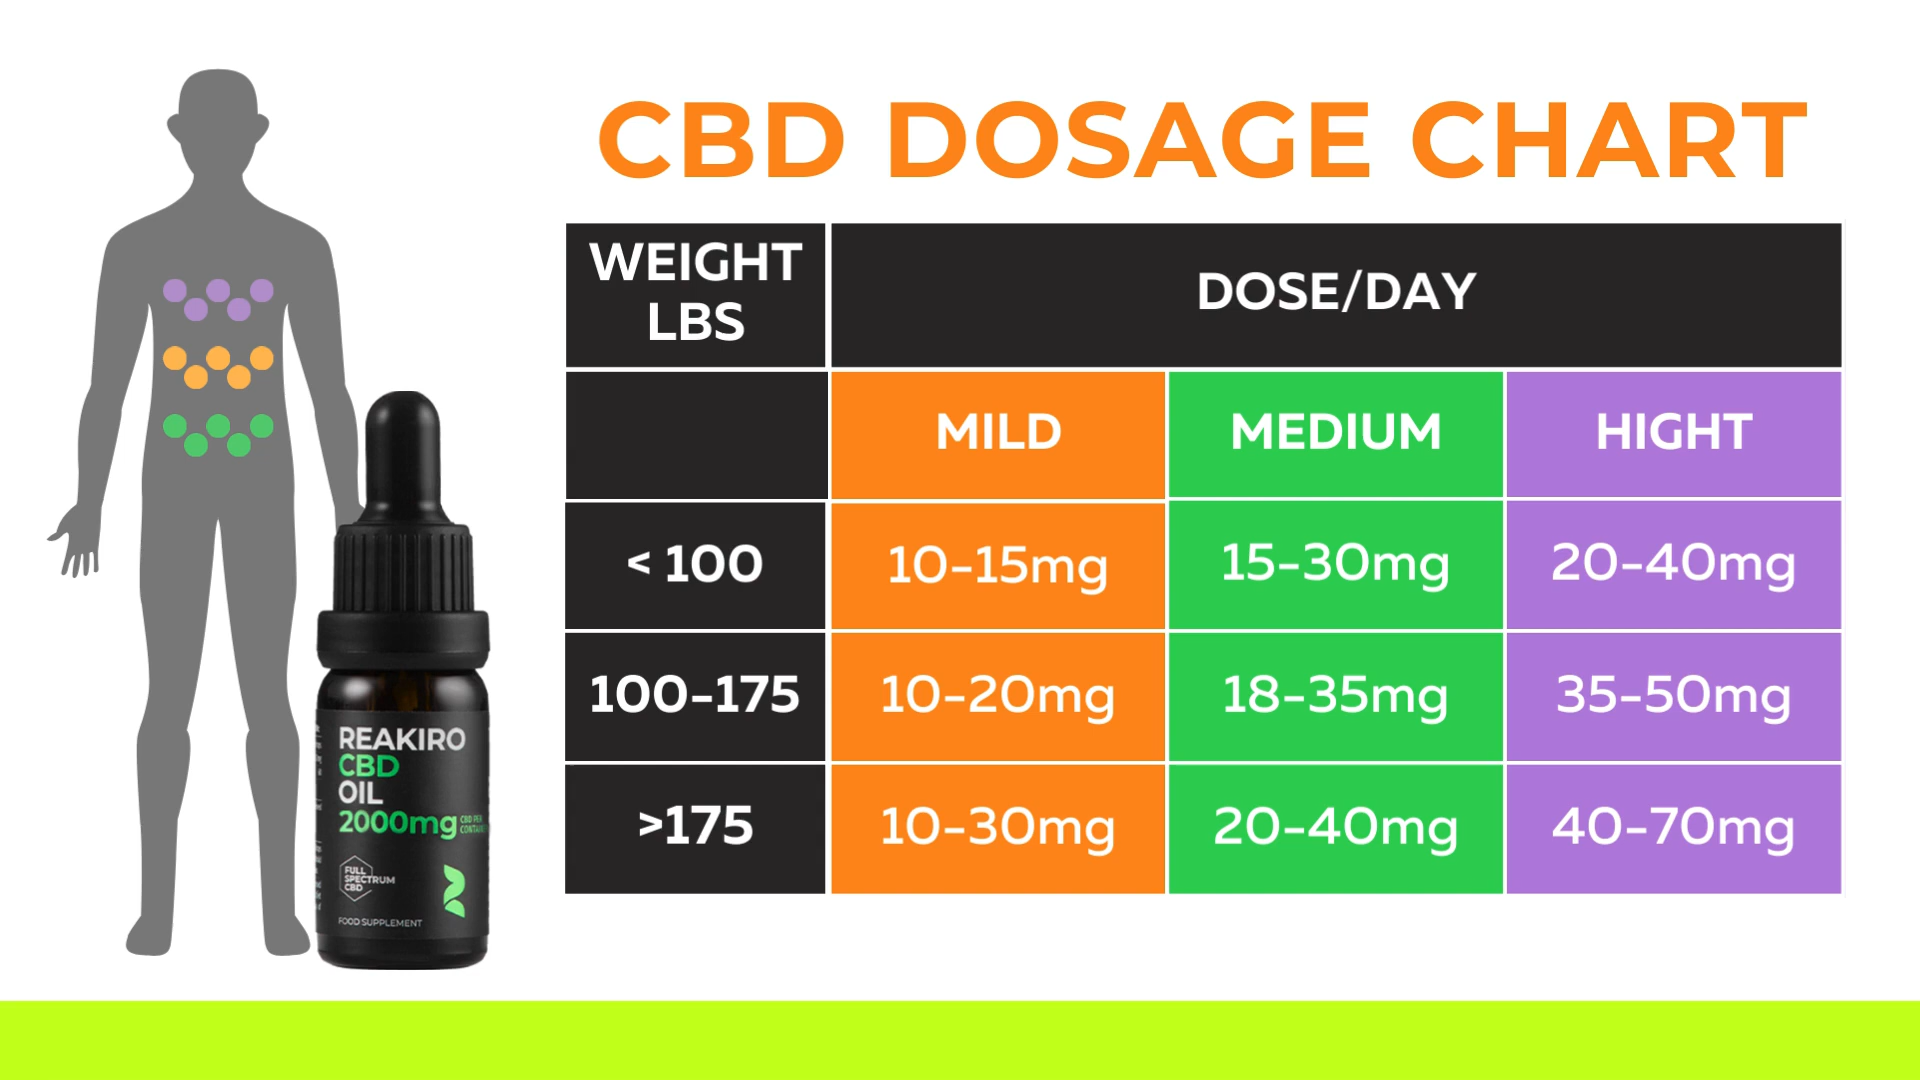 CBD DOSAGE CHART
WEIGHT
LBS
DOSE/DAY
MILD
MEDIUM
HIGHT
< 100
10-15mg
15-30mg
20-40mg
100-175
10-20mg
18-35mg
35-50mg
>175
10-30mg
20-40mg
40-70mg
REAKIRO
CBD
OIL
2000mg
CBD PER
FULL
SPECTRUM
CBD
FOOD SUPPLEMENT